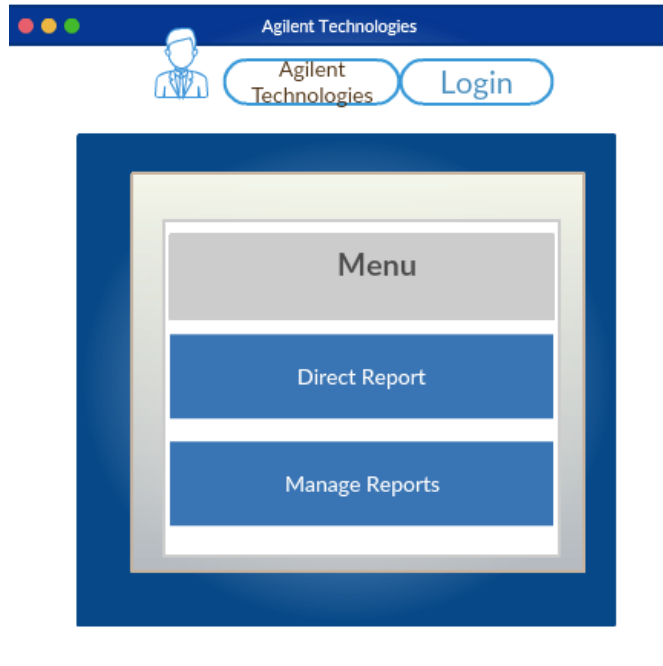 Agilent Technologies
Agilent
Technologies
Login
Menu
Direct Report
Manage Reports